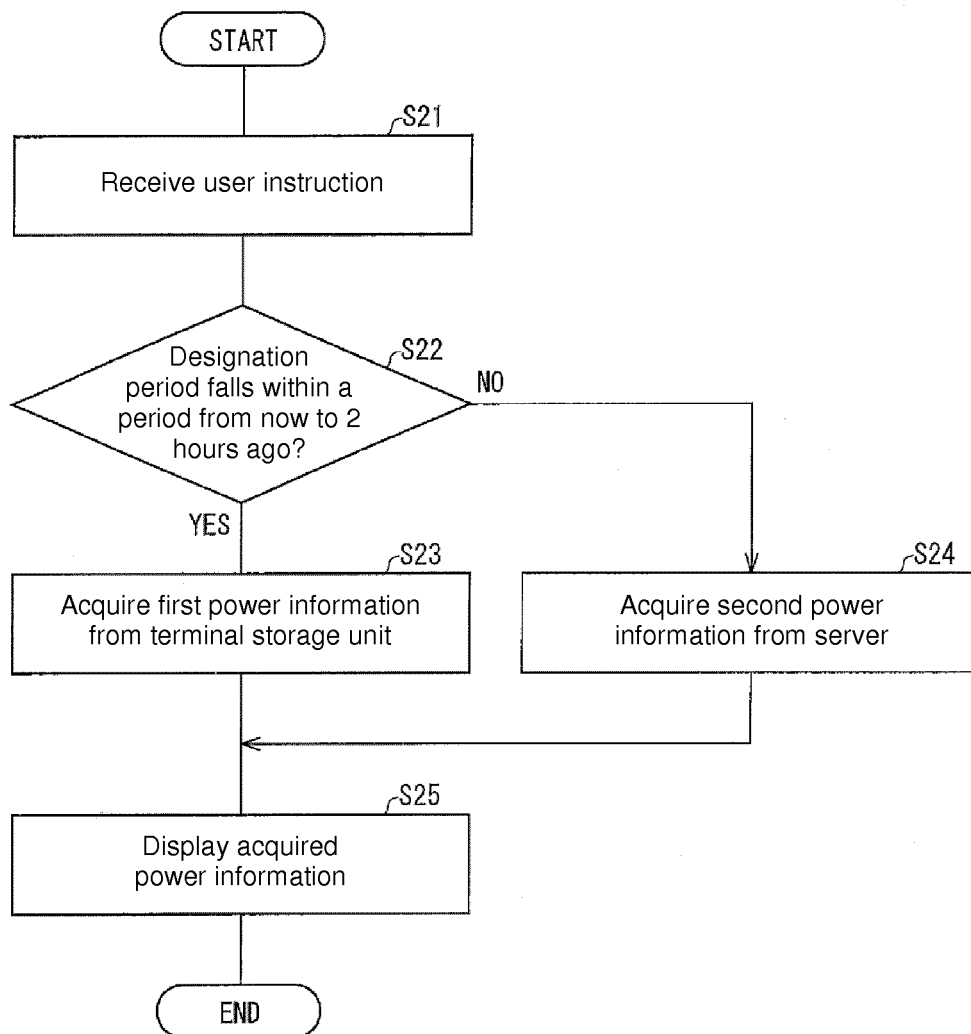 START
S21
Receive user instruction
S22
Designation
period falls within a
period from now to 2
hours ago?
NO
YES
S23
Acquire first power information
from terminal storage unit
S24
Acquire second power
information from server
S25
Display acquired
power information
END